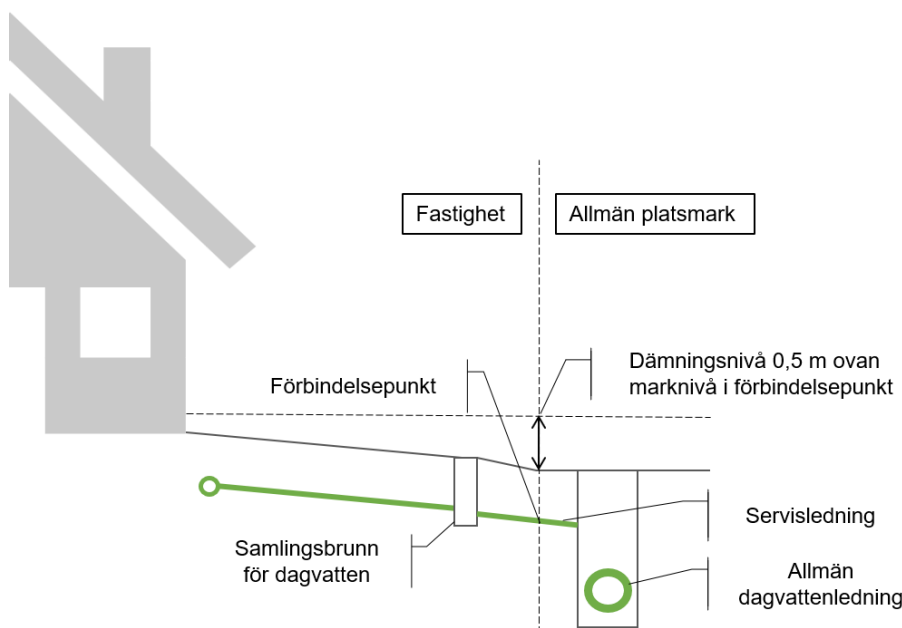 Fastighet
Allmän platsmark
Förbindelsepunkt
Dämningsnivå 0,5 m ovan
marknivå i förbindelsepunkt
Samlingsbrunn
för dagvatten
Servisledning
Allmän
dagvattenledning